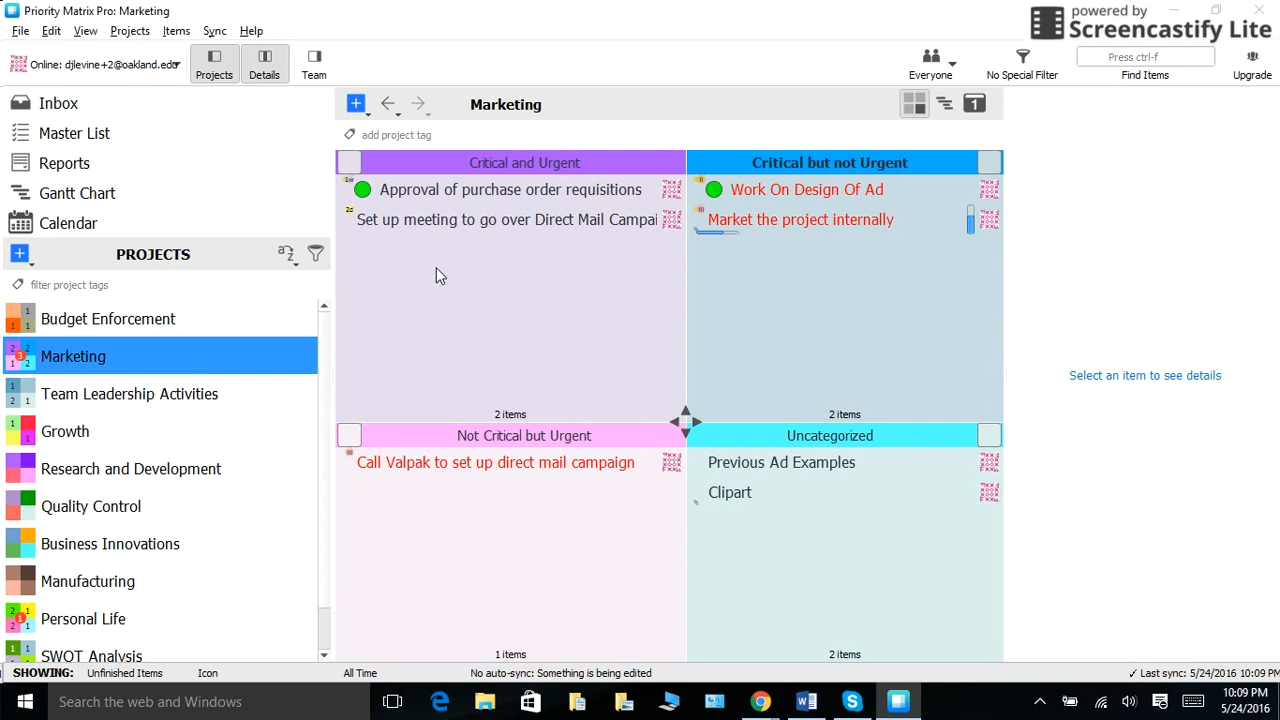 Priority Matrix Pro: Marketing
powered by
Screencastify Lite
File Edit View Projects Items Sync Help
Online: djlevine+2@oakland.edu
Projects Details Team
Everyone No Special Filter Press ctrl-f Find Items Upgrade
Inbox
Master List
Reports
Gantt Chart
Calendar
PROJECTS
filter project tags
Budget Enforcement
Marketing
Team Leadership Activities
Growth
Research and Development
Quality Control
Business Innovations
Manufacturing
Personal Life
SWOT Analysis
Marketing
1
add project tag
Critical and Urgent
1w Approval of purchase order requisitions
2d Set up meeting to go over Direct Mail Campai
2 items
Critical but not Urgent
Work On Design Of Ad
Market the project internally
2 items
Not Critical but Urgent
Call Valpak to set up direct mail campaign
1 items
Uncategorized
Previous Ad Examples
Clipart
2 items
Select an item to see details
SHOWING: Unfinished Items Icon All Time No auto-sync: Something is being edited ✓ Last sync: 5/24/2016 10:09 PM
Search the web and Windows
10:09 PM
5/24/2016